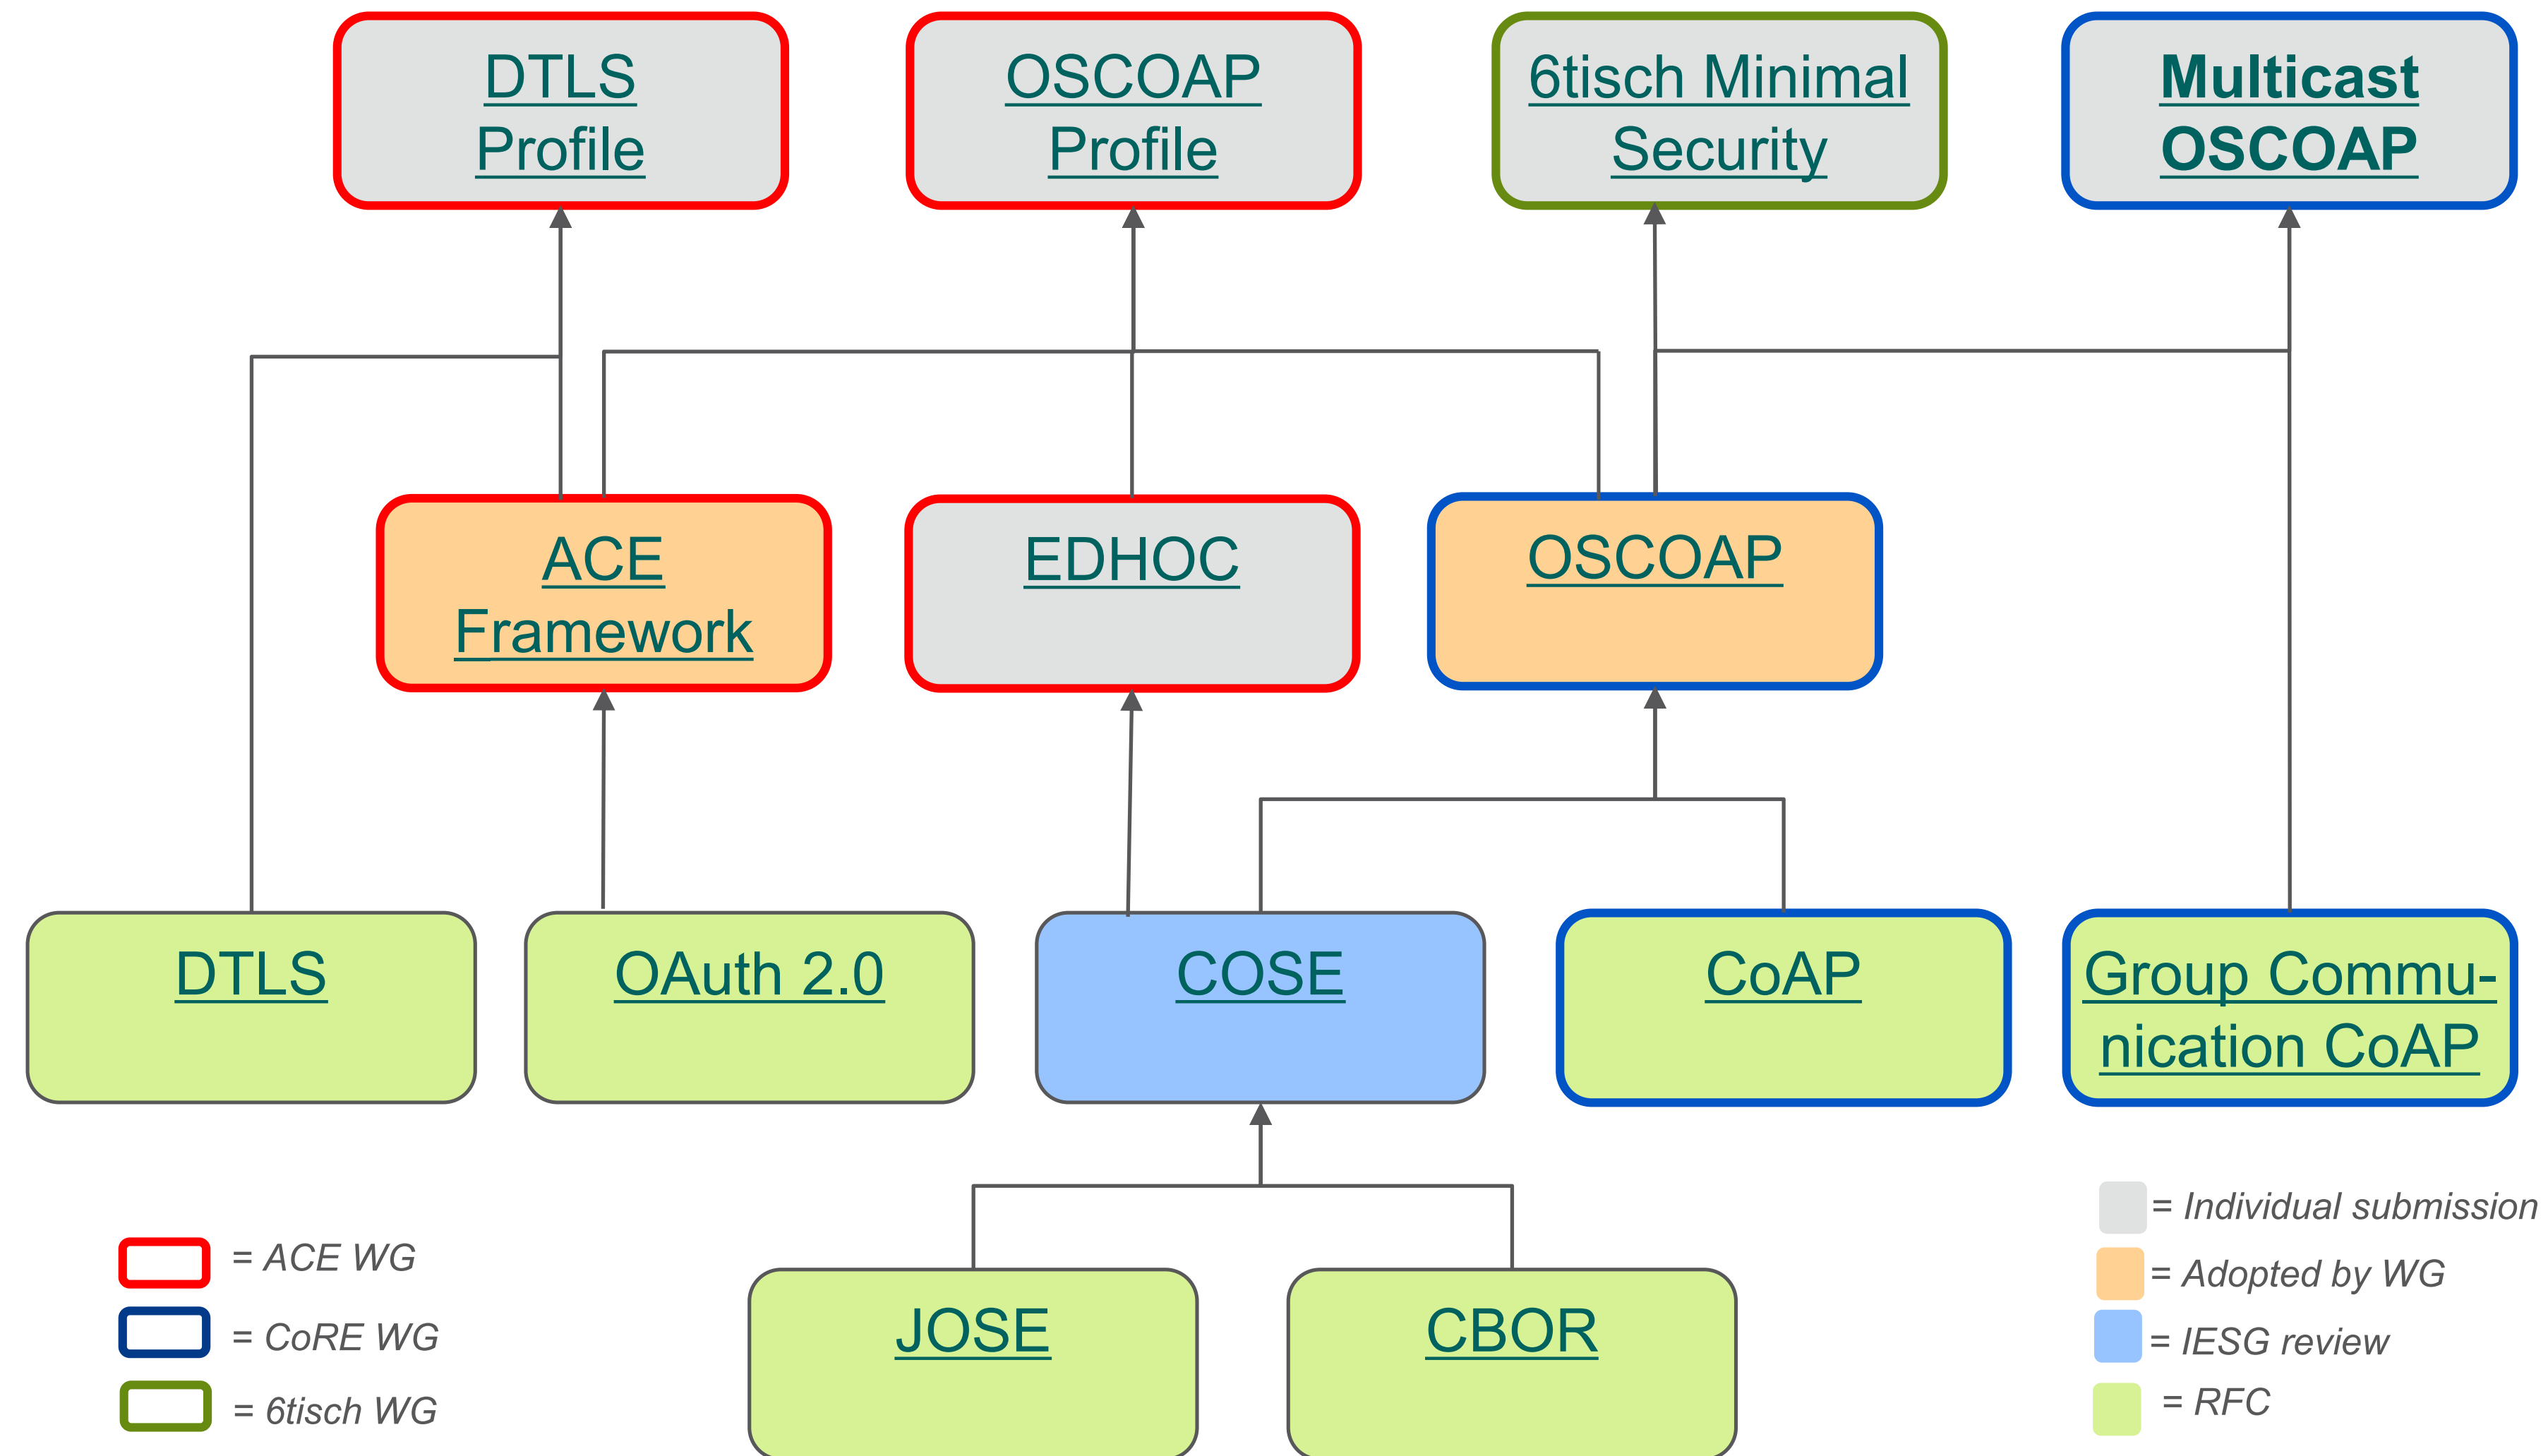 DTLS
Profile
OSCOAP
Profile
6tisch Minimal
Security
Multicast
OSCOAP
ACE
Framework
EDHOC
OSCOAP
DTLS
OAuth 2.0
COSE
CoAP
Group Commu-
nication CoAP
JOSE
CBOR
= ACE WG
= CoRE WG
= 6tisch WG
= Individual submission
= Adopted by WG
= IESG review
= RFC